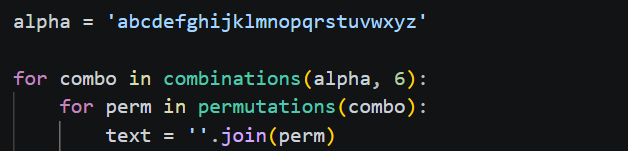 alpha = 'abcdefghijklmnopqrstuvwxyz'
for combo in combinations(alpha, 6):
    for perm in permutations(combo):
        text = ''.join(perm)